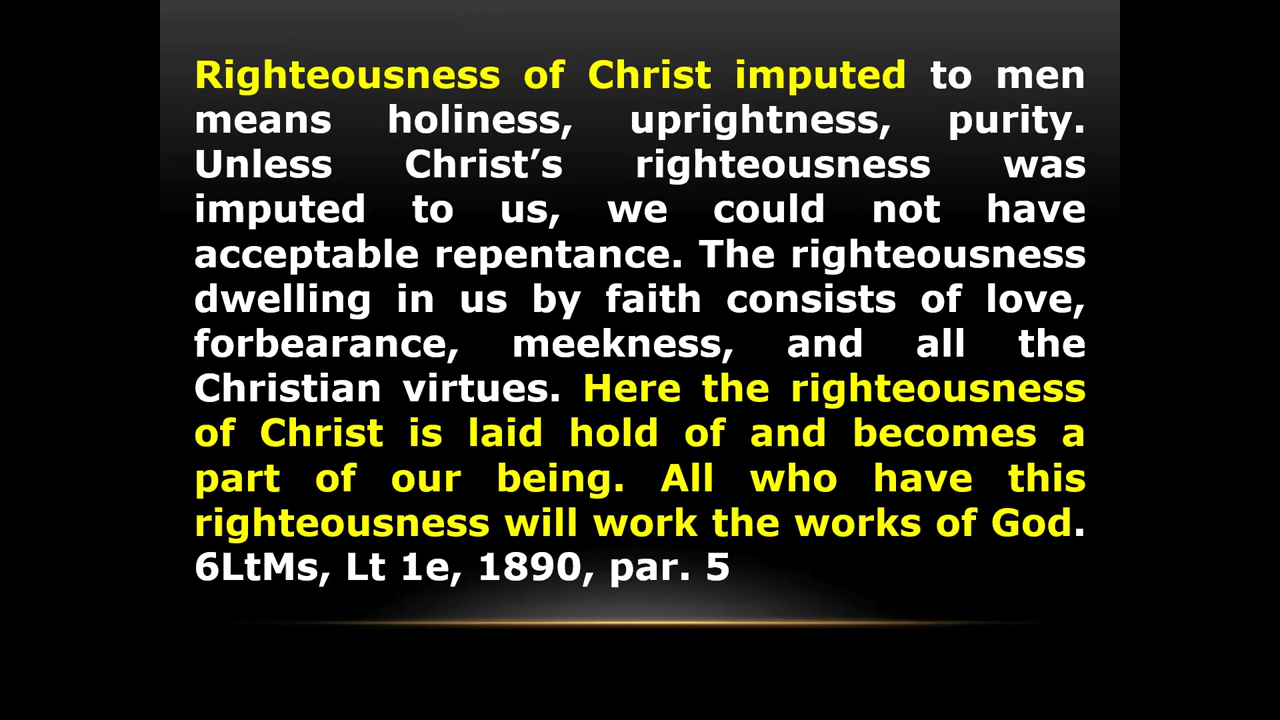 Righteousness of Christ imputed to men
means holiness, uprightness, purity.
Unless Christ’s righteousness was
imputed to us, we could not have
acceptable repentance. The righteousness
dwelling in us by faith consists of love,
forbearance, meekness, and all the
Christian virtues. Here the righteousness
of Christ is laid hold of and becomes a
part of our being. All who have this
righteousness will work the works of God.
6LtMs, Lt 1e, 1890, par. 5